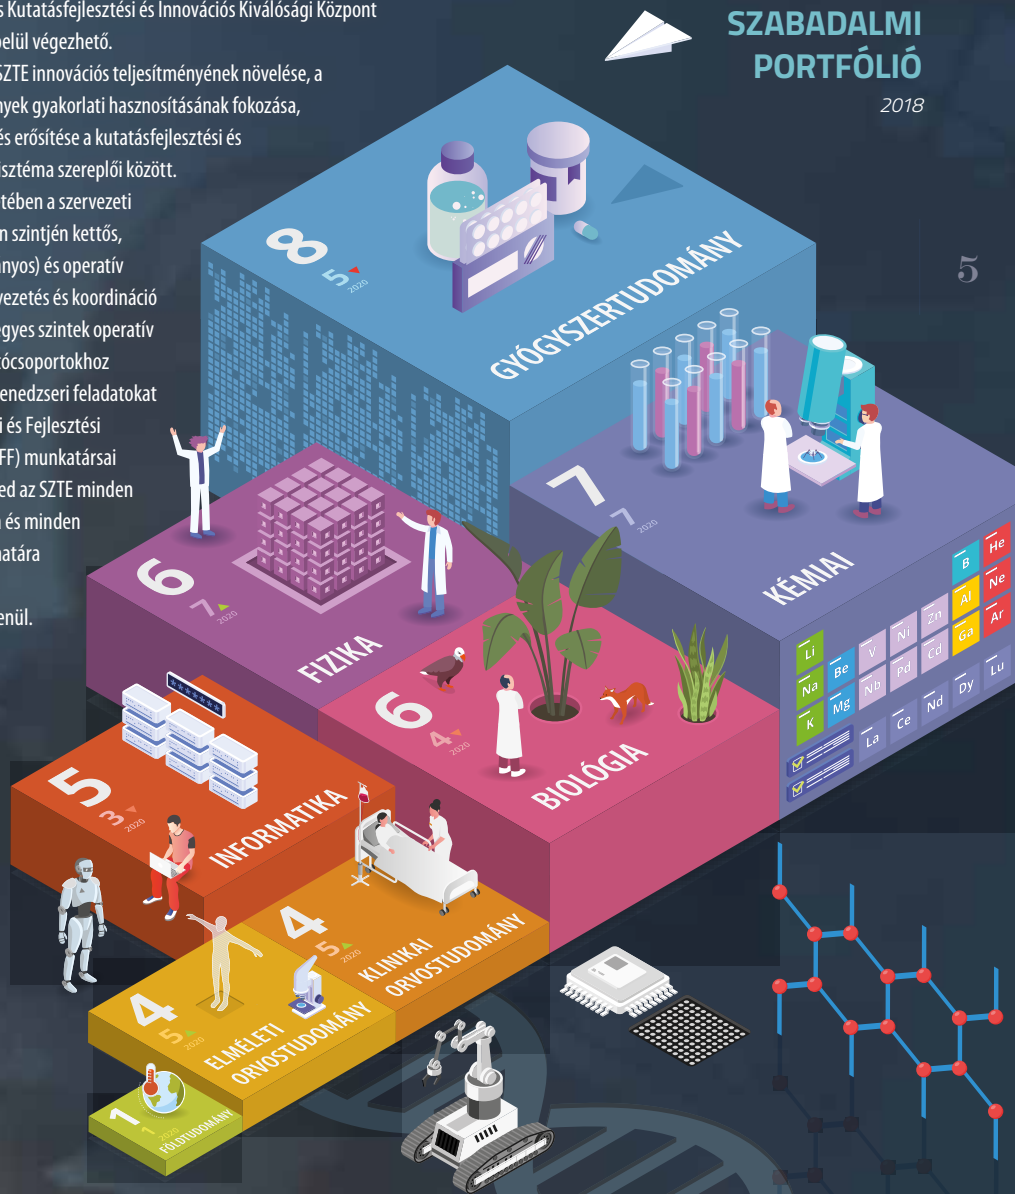 s Kutatásfejlesztési és Innovációs Kiválósági Központ
belül végezhető.
SZTE innovációs teljesítményének növelése, a
nyek gyakorlati hasznosításának fokozása,
és erősítése a kutatásfejlesztési és
isztéma szereplői között.
tében a szervezeti
n szintjén kettős,
ányos) és operatív
vezetés és koordináció
egyes szintek operatív
tócsoportokhoz
enedzseri feladatokat
i és Fejlesztési
FF) munkatársai
ed az SZTE minden
n és minden
natára
enül.
SZABADALMI
PORTFÓLIÓ
2018
5
8
5
2020
GYÓGYSZERTUDOMÁNY
7
7
2020
KÉMIAI
6
7
2020
FIZIKA
6
4
2020
BIOLÓGIA
B He
Li Be V Ni Zn Al Ne
Na Mg Nb Pd Cd Ga Ar
K La Ce Nd Dy Lu
*******
5
3
2020
INFORMATIKA
4
5
2020
KLINIKAI
ORVOSTUDOMÁNY
4
5
2020
ELMÉLETI
ORVOSTUDOMÁNY
1
1
2020
FÖLDTUDOMÁNY